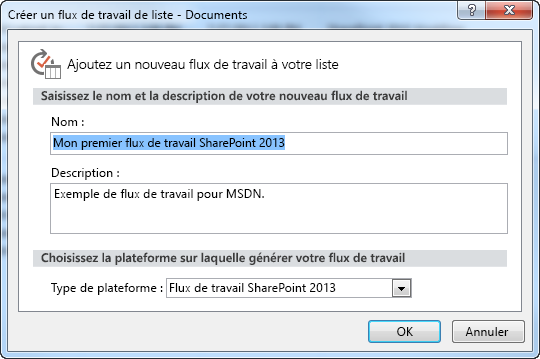 Créer un flux de travail de liste - Documents
?
Ajoutez un nouveau flux de travail à votre liste
Saisissez le nom et la description de votre nouveau flux de travail
Nom :
Mon premier flux de travail SharePoint 2013
Description :
Exemple de flux de travail pour MSDN.
Choisissez la plateforme sur laquelle générer votre flux de travail
Type de plateforme : Flux de travail SharePoint 2013
OK Annuler